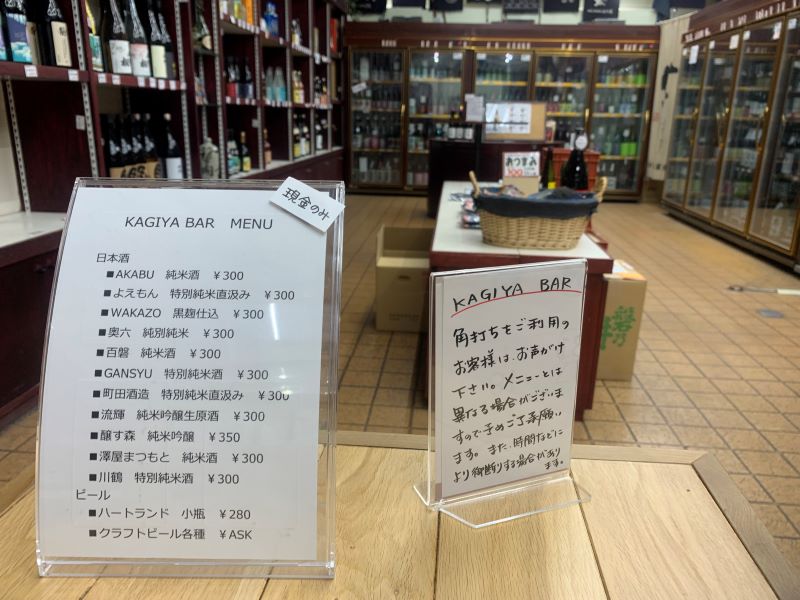 現金のみ
KAGIYA BAR MENU
日本酒
■AKABU 純米酒 ¥300
■よえもん 特別純米直汲み ¥300
■WAKAZO 黒麹仕込 ¥300
■奥六 純別純米 ¥300
■百磐 純米酒 ¥300
■GANSYU 特別純米酒 ¥300
■町田酒造 特別純米直汲み ¥300
■流輝 純米吟醸生原酒 ¥300
■醸す森 純米吟醸 ¥350
■澤屋まつもと 純米酒 ¥300
■川鶴 特別純米酒 ¥300
ビール
■ハートランド 小瓶 ¥280
■クラフトビール各種 ¥ASK
KAGIYA BAR
角打ちをご利用の
お客様は、お声がけ
下さい。メニューとは
異なる場合がございま
すので予めご了承願い
ます。また、時間などに
より御断りする場合があり
ます。
おつまみ
100